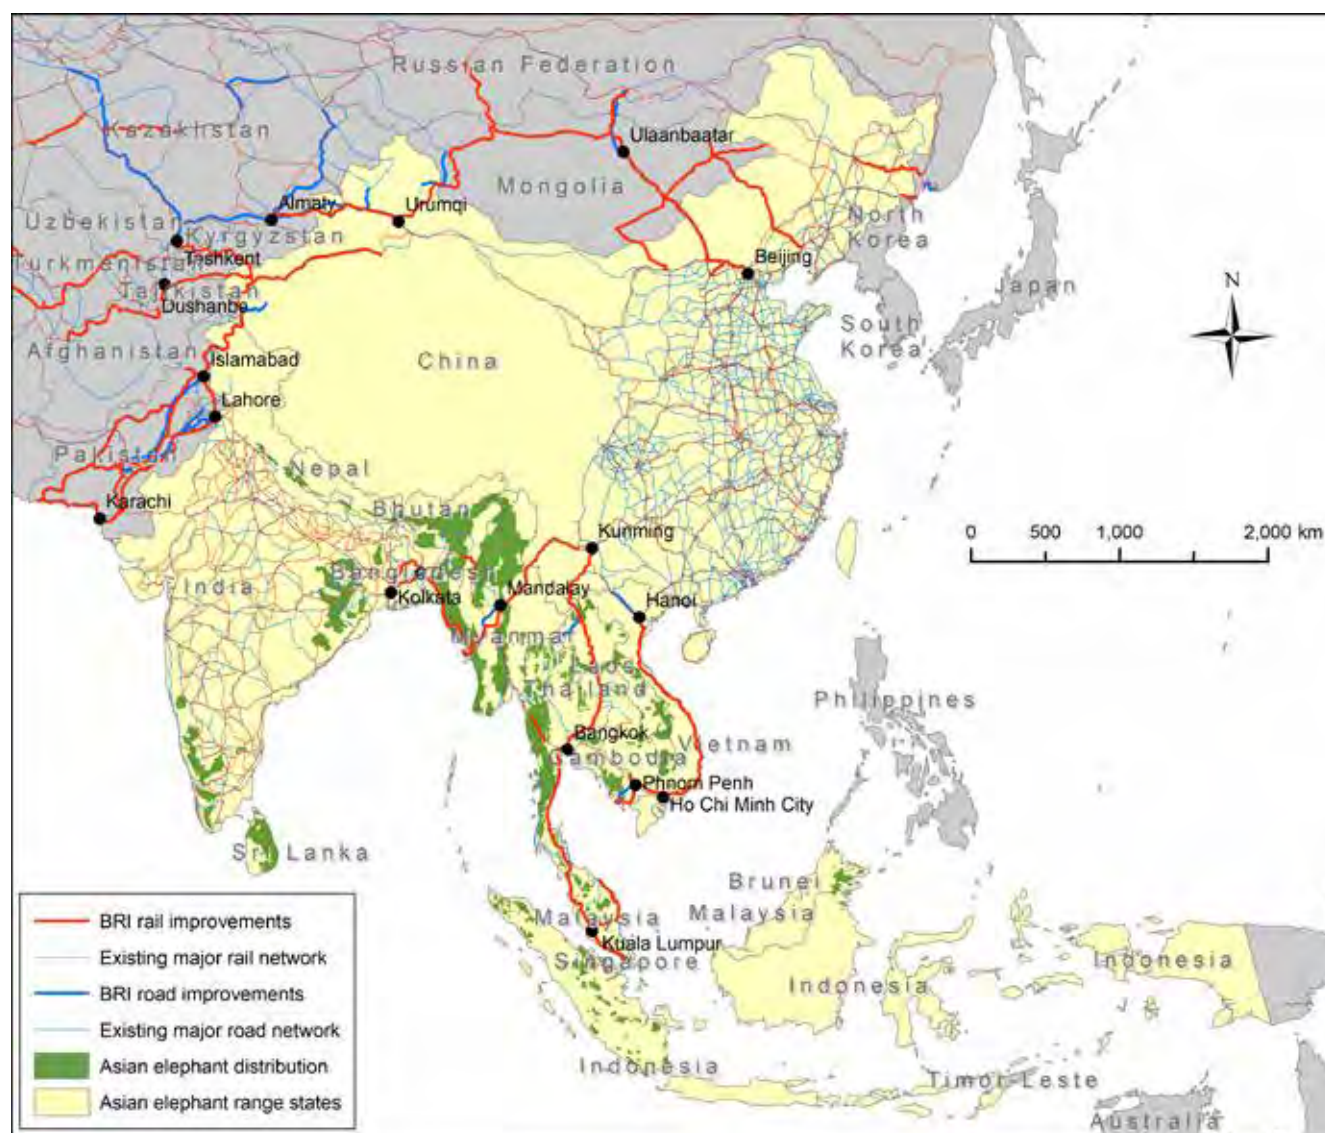 Russian Federation
Kazakhstan
Ulaanbaatar
Mongolia
Almaty
Urumqi
Uzbekistan
Kyrgyzstan
North
Korea
Tashkent
Turkmenistan
Beijing
Tajikistan
Dushanbe
Japan
N
South
Korea
Afghanistan
Islamabad
China
Lahore
Pakistan
Nepal
Karachi
Bhutan
Kunming
0 500 1,000 2,000 km
Bangladesh
India
Kolkata
Mandalay
Hanoi
Myanmar
Laos
Thailand
Philippines
Bangkok
Vietnam
Cambodia
Phnom Penh
Ho Chi Minh City
Sri Lanka
Brunei
Malaysia
Malaysia
Kuala Lumpur
Singapore
Indonesia
Indonesia
Indonesia
Timor-Leste
Australia
BRI rail improvements
Existing major rail network
BRI road improvements
Existing major road network
Asian elephant distribution
Asian elephant range states